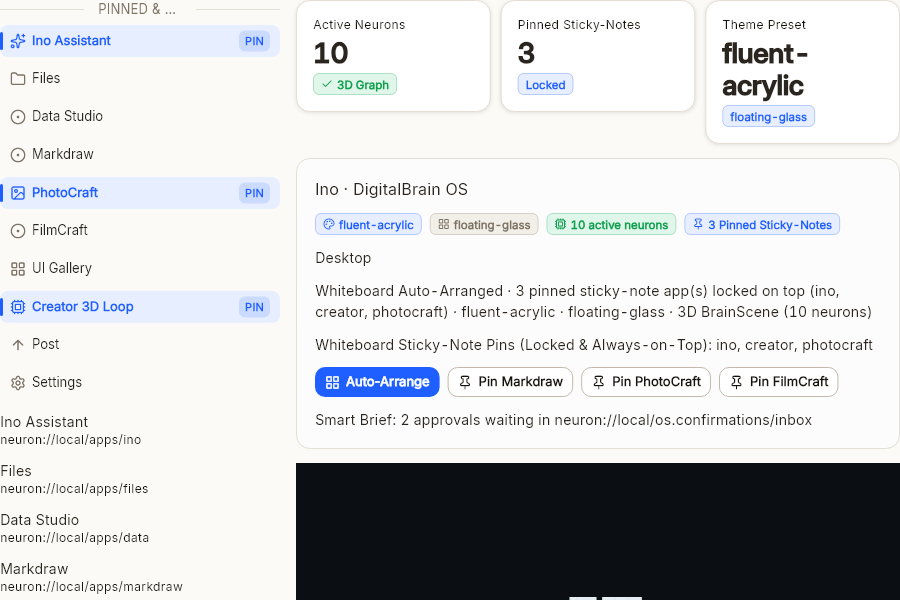 PINNED & ...
Ino Assistant PIN
Files
Data Studio
Markdraw
PhotoCraft PIN
FilmCraft
UI Gallery
Creator 3D Loop PIN
Post
Settings
Ino Assistant
neuron://local/apps/ino
Files
neuron://local/apps/files
Data Studio
neuron://local/apps/data
Markdraw
neuron://local/apps/markdraw
Active Neurons
10
3D Graph
Pinned Sticky-Notes
3
Locked
Theme Preset
fluent-
acrylic
floating-glass
Ino · DigitalBrain OS
fluent-acrylic floating-glass 10 active neurons 3 Pinned Sticky-Notes
Desktop
Whiteboard Auto-Arranged · 3 pinned sticky-note app(s) locked on top (ino,
creator, photocraft) · fluent-acrylic · floating-glass · 3D BrainScene (10 neurons)
Whiteboard Sticky-Note Pins (Locked & Always-on-Top): ino, creator, photocraft
Auto-Arrange Pin Markdraw Pin PhotoCraft Pin FilmCraft
Smart Brief: 2 approvals waiting in neuron://local/os.confirmations/inbox